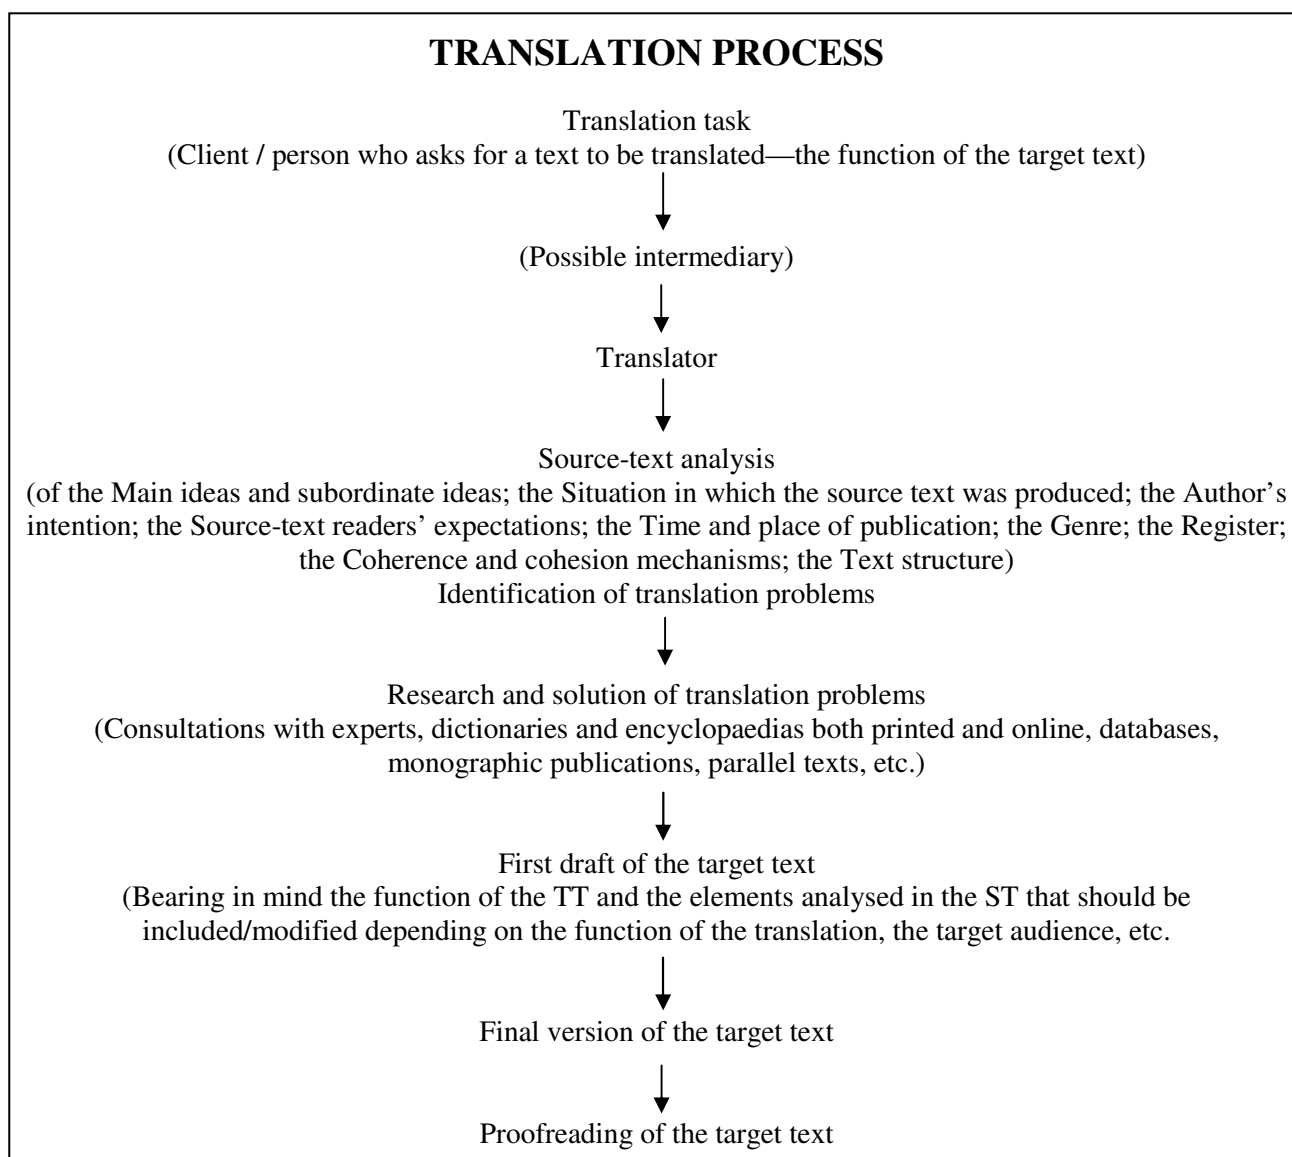 TRANSLATION PROCESS
Translation task
(Client / person who asks for a text to be translated—the function of the target text)
(Possible intermediary)
Translator
Source-text analysis
(of the Main ideas and subordinate ideas; the Situation in which the source text was produced; the Author's
intention; the Source-text readers' expectations; the Time and place of publication; the Genre; the Register;
the Coherence and cohesion mechanisms; the Text structure)
Identification of translation problems
Research and solution of translation problems
(Consultations with experts, dictionaries and encyclopaedias both printed and online, databases,
monographic publications, parallel texts, etc.)
First draft of the target text
(Bearing in mind the function of the TT and the elements analysed in the ST that should be
included/modified depending on the function of the translation, the target audience, etc.
Final version of the target text
Proofreading of the target text